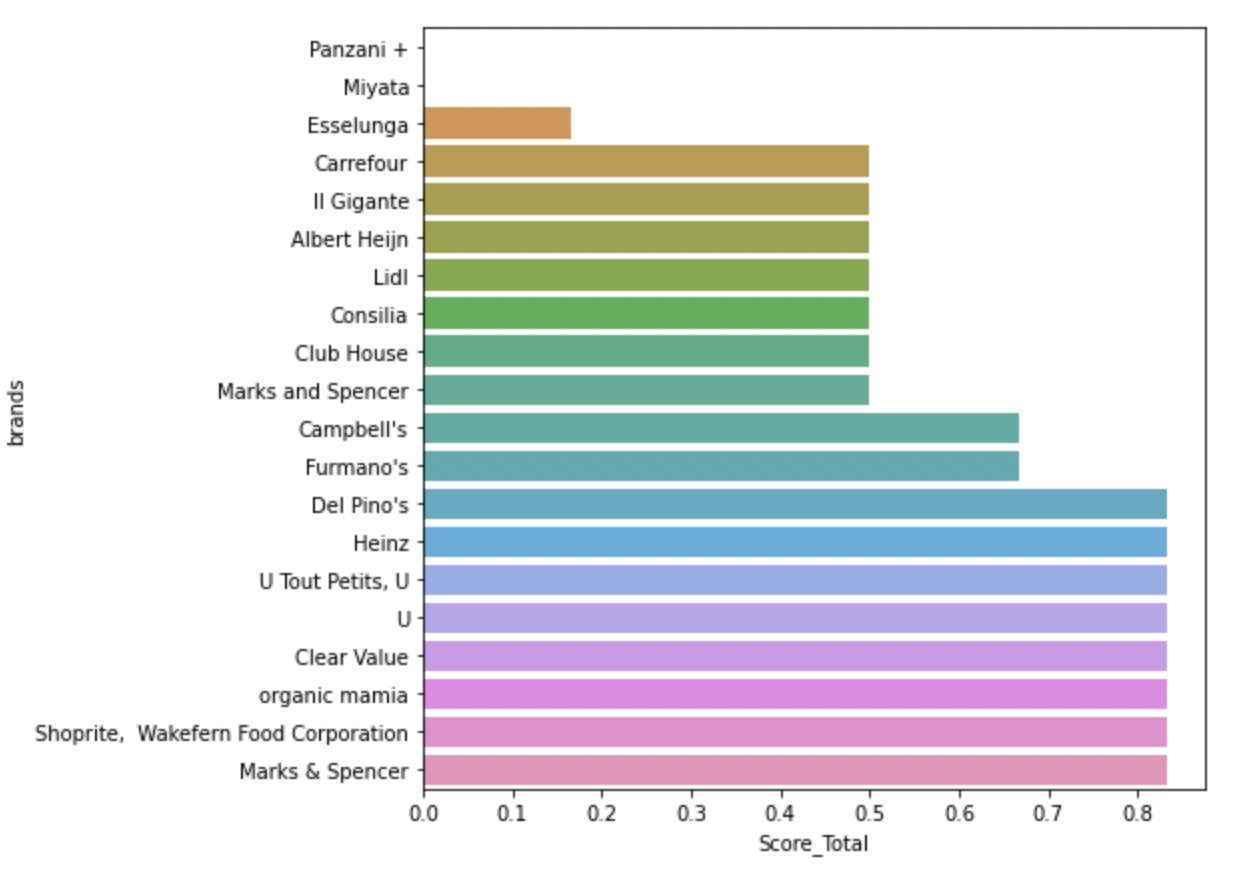 Panzani +
Miyata
Esselunga
Carrefour
Il Gigante
Albert Heijn
Lidl
Consilia
Club House
Marks and Spencer
Campbell's
Furmano's
Del Pino's
Heinz
U Tout Petits, U
U
Clear Value
organic mamia
Shoprite,  Wakefern Food Corporation
Marks & Spencer
brands
0.0 0.1 0.2 0.3 0.4 0.5 0.6 0.7 0.8
Score_Total